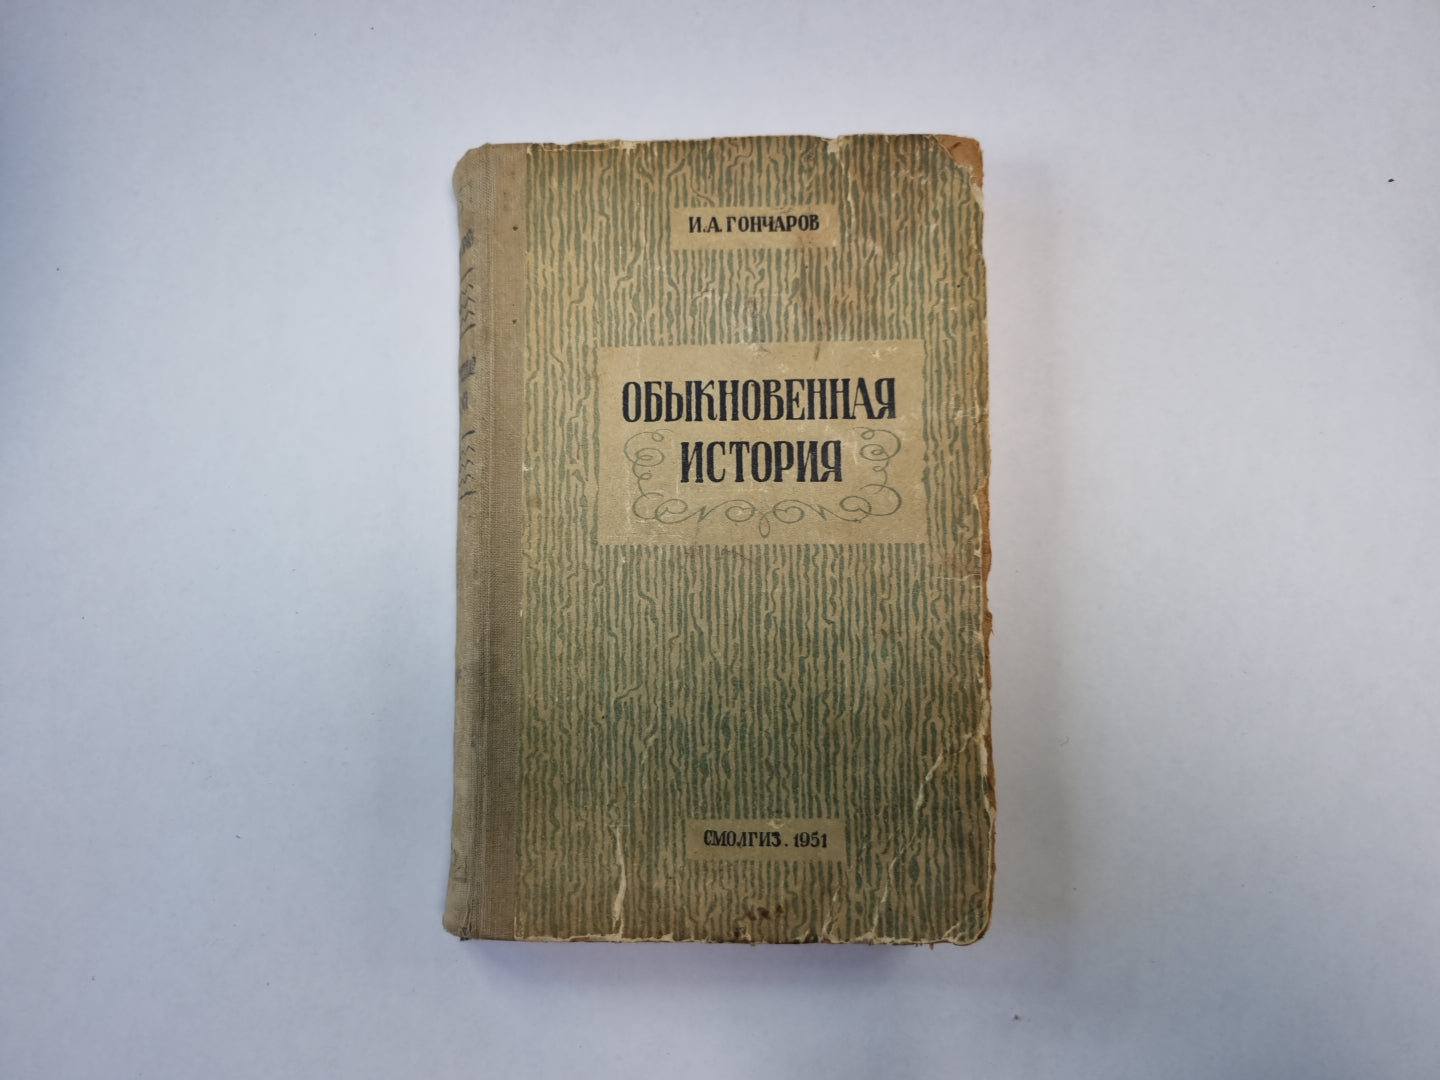 И. А. ГОНЧАРОВ
ОБЫКНОВЕННАЯ
ИСТОРИЯ
СМОЛГИЗ. 1951